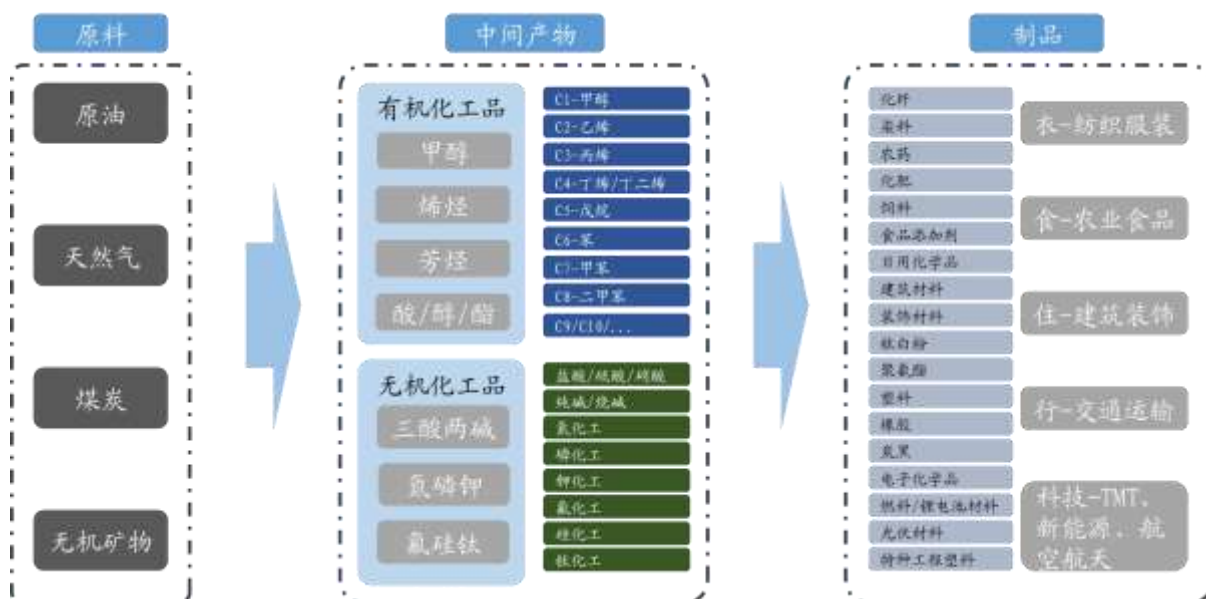 原料
原油
天然气
煤炭
无机矿物
中间产物
有机化工品
甲醇
烯烃
芳烃
酸/醇/酯
C1-甲醇
C2-乙烯
C3-丙烯
C4-丁烯/丁二烯
C5-戊烷
C6-苯
C7-甲苯
C8-二甲苯
C9/C10/...
无机化工品
三酸两碱
氮磷钾
氟硅钛
盐酸/硫酸/硝酸
纯碱/烧碱
磷化工
钾化工
氟化工
硅化工
钛化工
制品
化纤
染料
农药
化肥
饲料
食品添加剂
日用化学品
建筑材料
装饰材料
钛白粉
聚氨酯
塑料
橡胶
炭黑
电子化学品
燃料/锂电池材料
光伏材料
特种工程塑料
衣-纺织服装
食-农业食品
住-建筑装饰
行-交通运输
科技-TMT、
新能源、航
空航天